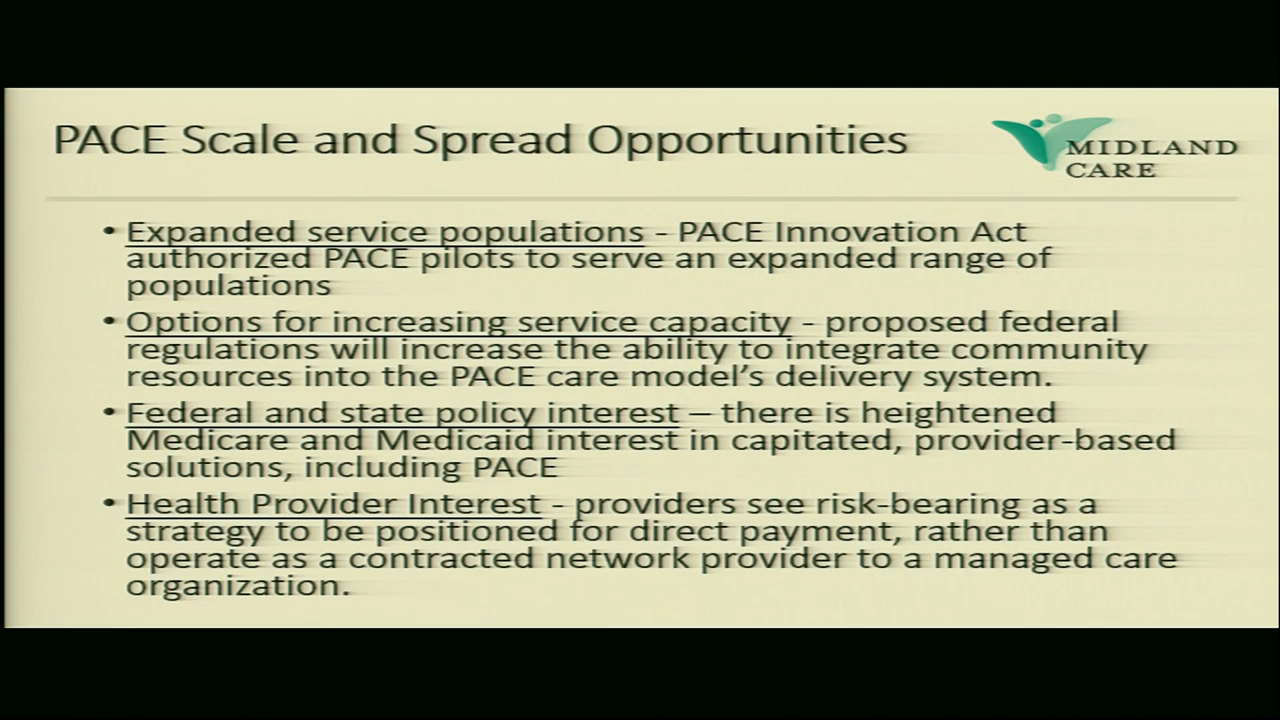 PACE Scale and Spread Opportunities
MIDLAND
CARE
• Expanded service populations - PACE Innovation Act
authorized PACE pilots to serve an expanded range of
populations
• Options for increasing service capacity - proposed federal
regulations will increase the ability to integrate community
resources into the PACE care model's delivery system.
• Federal and state policy interest – there is heightened
Medicare and Medicaid interest in capitated, provider-based
solutions, including PACE
• Health Provider Interest - providers see risk-bearing as a
strategy to be positioned for direct payment, rather than
operate as a contracted network provider to a managed care
organization.